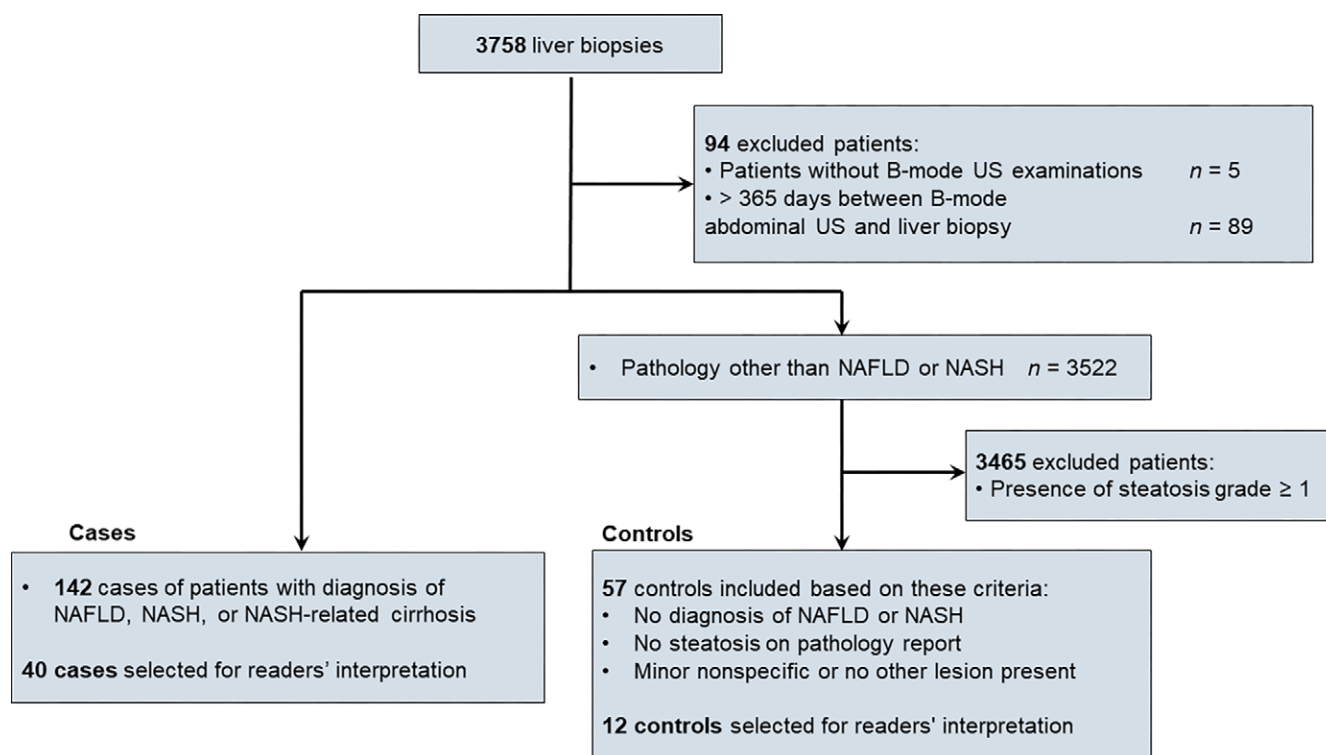 3758 liver biopsies
94 excluded patients:
• Patients without B-mode US examinations n = 5
• > 365 days between B-mode
abdominal US and liver biopsy n = 89
• Pathology other than NAFLD or NASH n = 3522
3465 excluded patients:
• Presence of steatosis grade ≥ 1
Cases
• 142 cases of patients with diagnosis of
NAFLD, NASH, or NASH-related cirrhosis
40 cases selected for readers' interpretation
Controls
57 controls included based on these criteria:
• No diagnosis of NAFLD or NASH
• No steatosis on pathology report
• Minor nonspecific or no other lesion present
12 controls selected for readers' interpretation